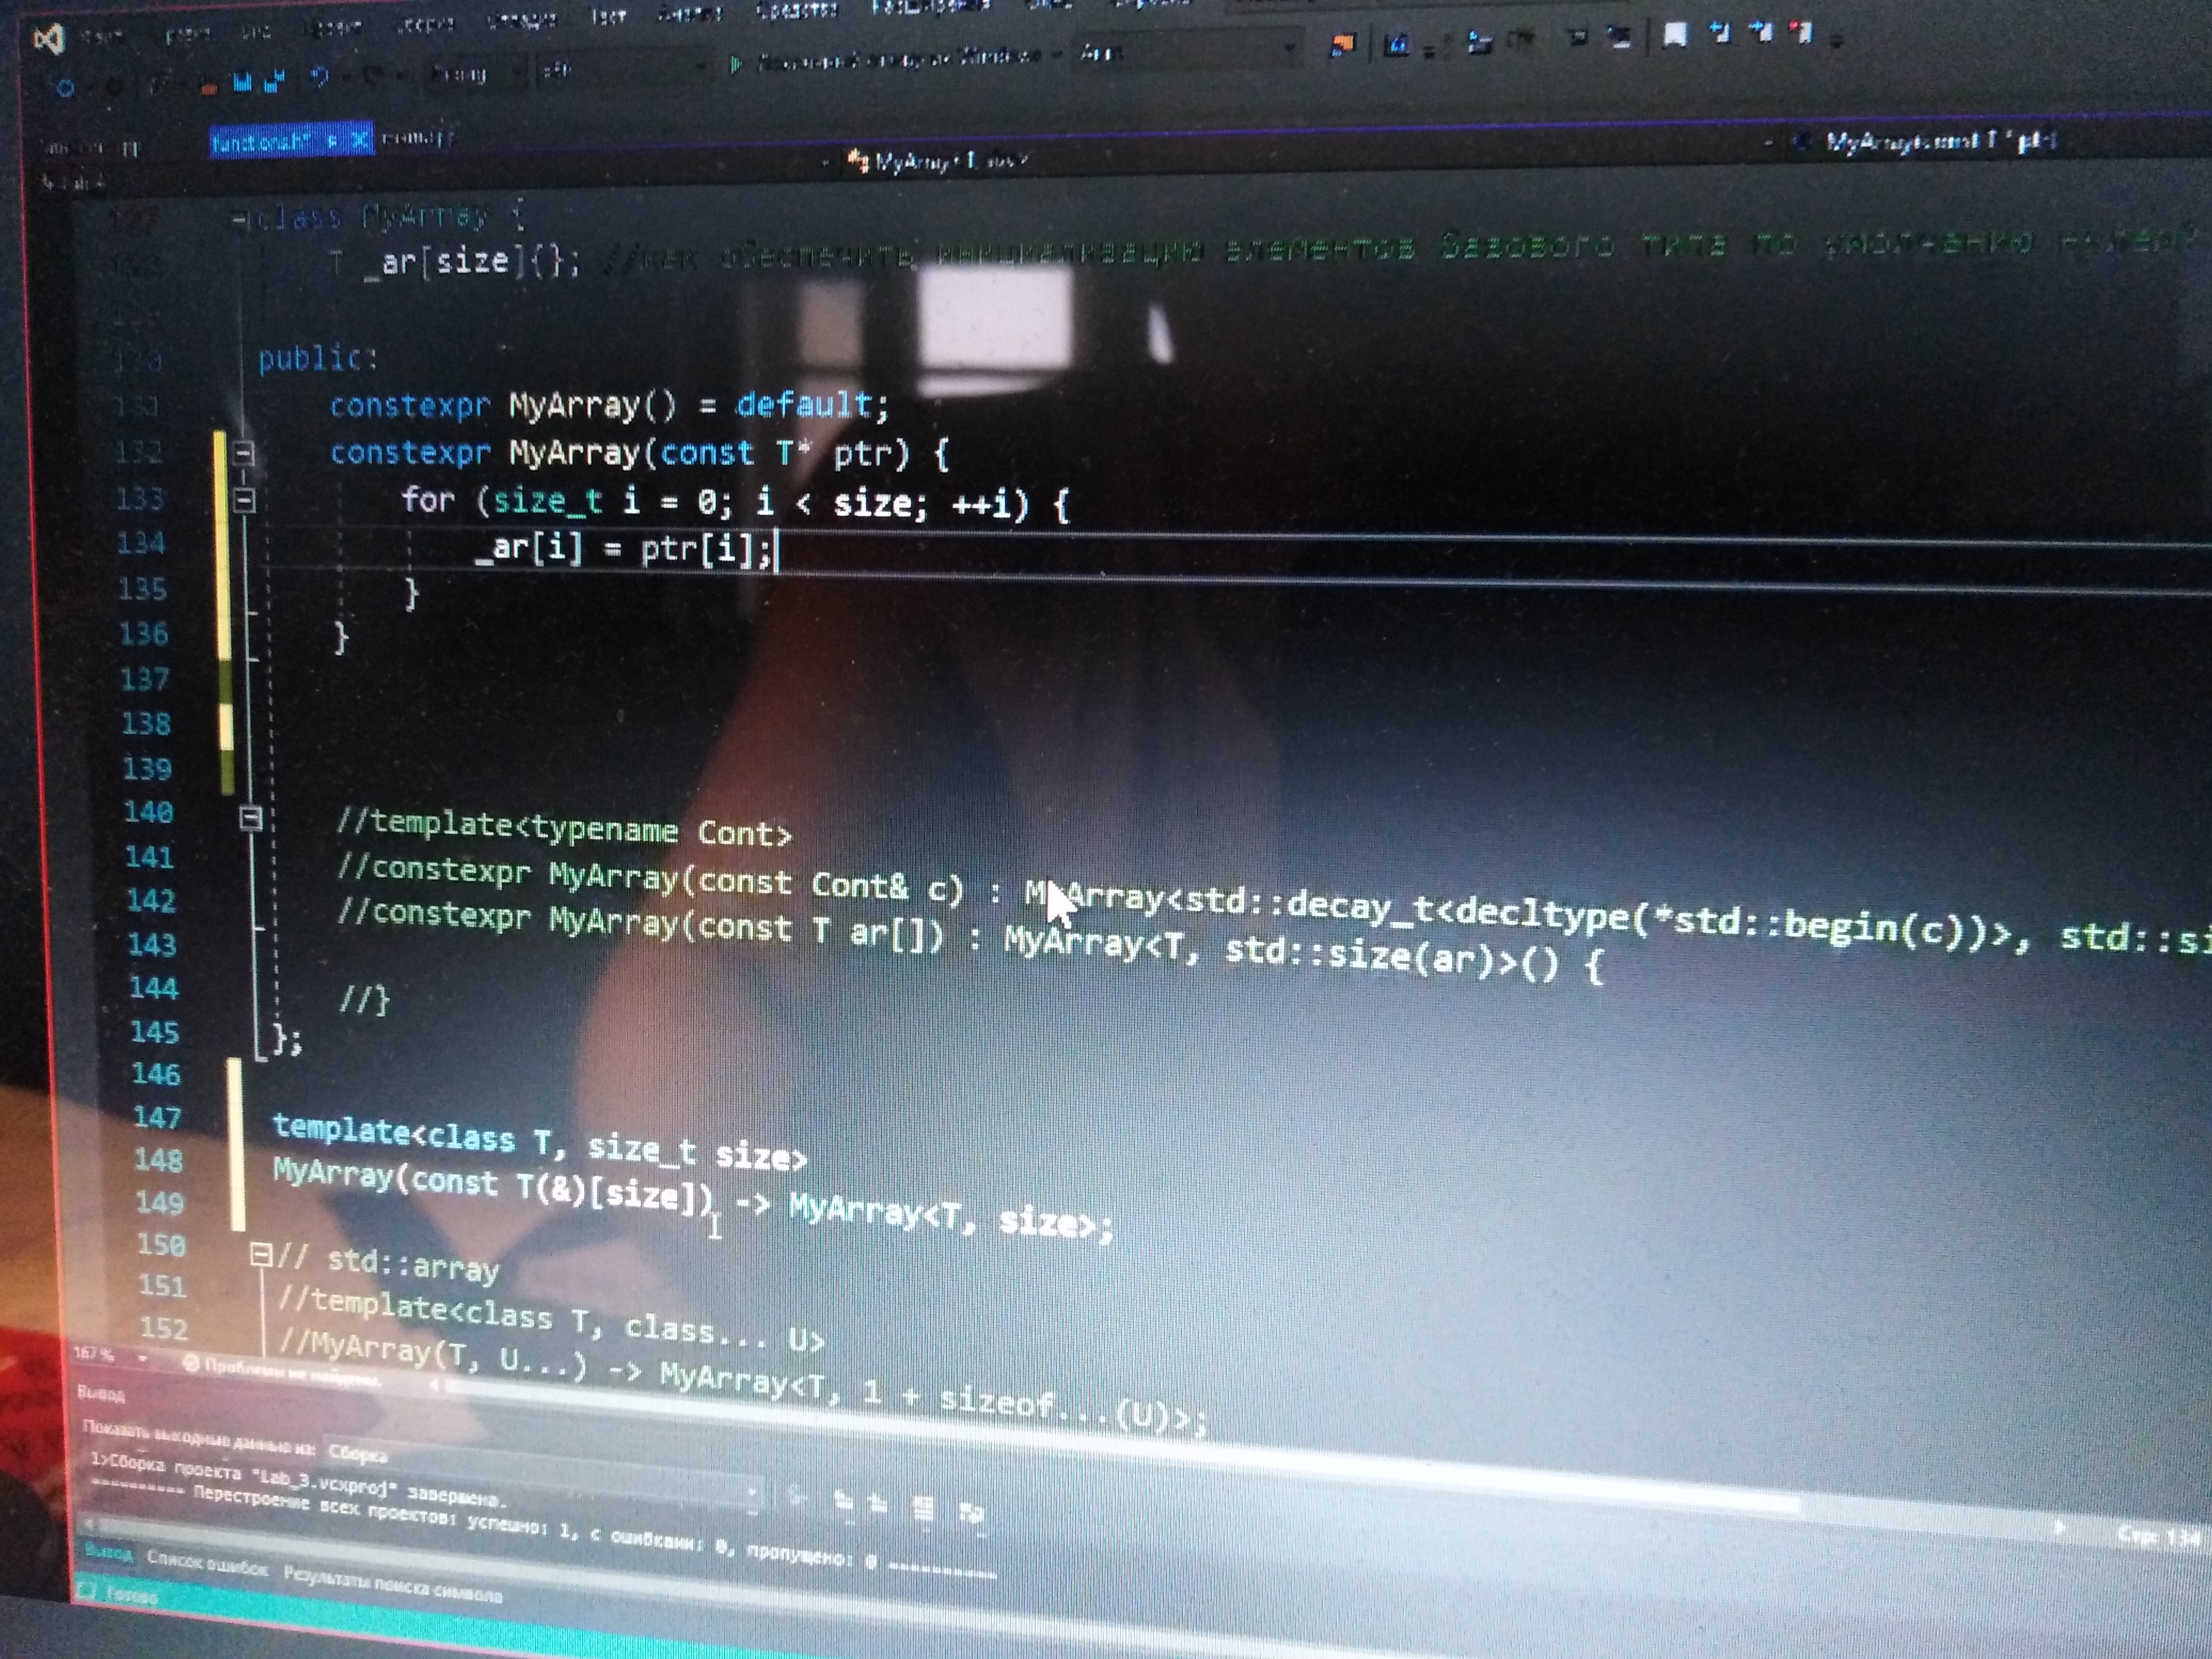 Тест
Средства
functions.h*
MyArray<T, size>
MyArray(const T * ptr)
class MyArray {
T _ar[size]{}; //как обеспечить инициализацию элементов базового типа по умолчанию
public:
131 constexpr MyArray() = default;
132 constexpr MyArray(const T* ptr) {
133 for (size_t i = 0; i < size; ++i) {
134 _ar[i] = ptr[i];
135 }
136 }
137
138
139
140 //template<typename Cont>
141 //constexpr MyArray(const Cont& c) : MyArray<std::decay_t<decltype(*std::begin(c))>, std::si
142 //constexpr MyArray(const T ar[]) : MyArray<T, std::size(ar)>() {
143
144 //}
145 };
146
147 template<class T, size_t size>
148 MyArray(const T(&)[size]) -> MyArray<T, size>;
149
150 // std::array
151 //template<class T, class... U>
152 //MyArray(T, U...) -> MyArray<T, 1 + sizeof...(U)>;
167 %
Проблемы не найдены.
Вывод
Показать выходные данные из: Сборка
1>Сборка проекта "Lab_3.vcxproj" завершена.
========== Перестроение всех проектов: успешно: 1, с ошибками: 0, пропущено: 0 ==========
Стр: 134
Вывод Список ошибок Результаты поиска символа
Готово